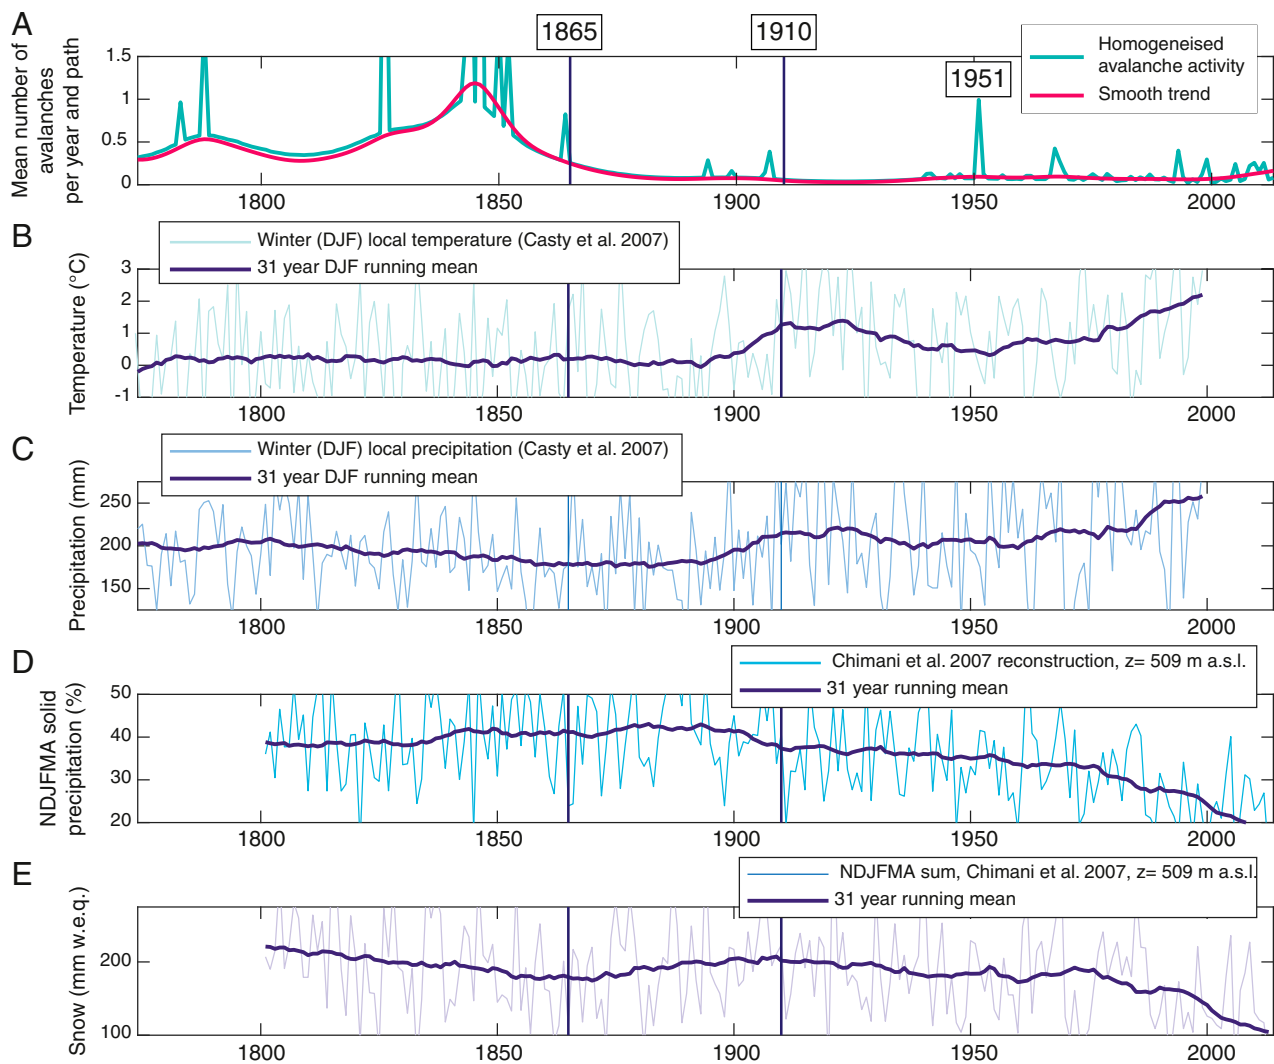 A
1865
1910
Mean number of
avalanches
per year and path
1.5
1
0.5
0
1951
Homogeneised
avalanche activity
Smooth trend
1800
1850
1900
1950
2000
B
Winter (DJF) local temperature (Casty et al. 2007)
31 year DJF running mean
Temperature (°C)
3
2
1
0
-1
1800
1850
1900
1950
2000
C
Winter (DJF) local precipitation (Casty et al. 2007)
31 year DJF running mean
Precipitation (mm)
250
200
150
1800
1850
1900
1950
2000
D
Chimani et al. 2007 reconstruction, z= 509 m a.s.l.
31 year running mean
NDJFMA solid
precipitation (%)
50
40
30
20
1800
1850
1900
1950
2000
E
NDJFMA sum, Chimani et al. 2007, z= 509 m a.s.l.
31 year running mean
Snow (mm w.e.q.)
200
100
1800
1850
1900
1950
2000